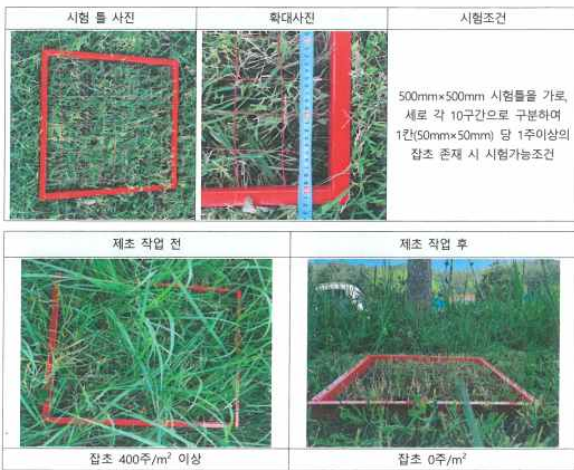 시험 틀 사진
확대사진
시험조건
500mm×500mm 시험틀을 가로,
세로 각 10구간으로 구분하여
1칸(50mm×50mm) 당 1주이상의
잡초 존재 시 시험가능조건
제초 작업 전
제초 작업 후
잡초 400주/m² 이상
잡초 0주/m²